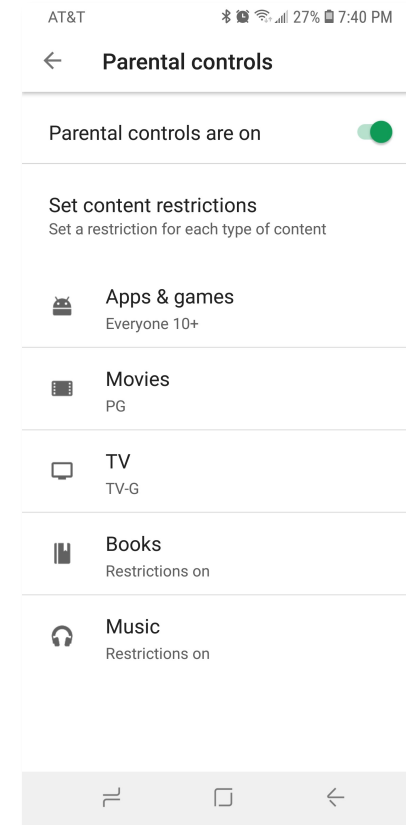 AT&T 27% 7:40 PM
Parental controls
Parental controls are on
Set content restrictions
Set a restriction for each type of content
Apps & games
Everyone 10+
Movies
PG
TV
TV-G
Books
Restrictions on
Music
Restrictions on